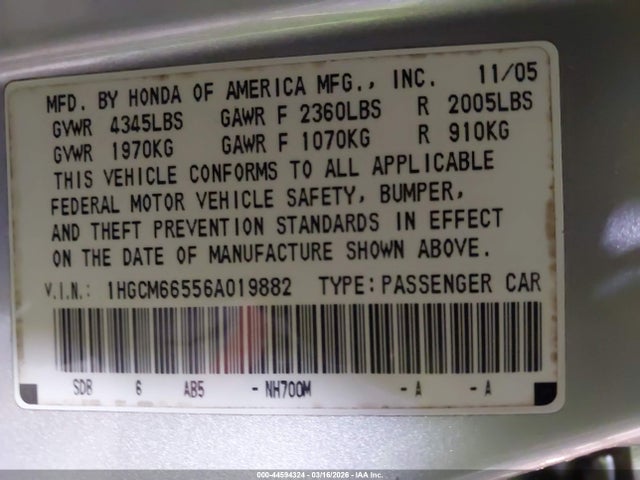 MFD. BY HONDA OF AMERICA MFG., INC. 11/05
GVWR 4345LBS GAWR F 2360LBS R 2005LBS
GVWR 1970KG GAWR F 1070KG R 910KG
THIS VEHICLE CONFORMS TO ALL APPLICABLE
FEDERAL MOTOR VEHICLE SAFETY, BUMPER,
AND THEFT PREVENTION STANDARDS IN EFFECT
ON THE DATE OF MANUFACTURE SHOWN ABOVE.
V.I.N.: 1HGCM66556A019882 TYPE: PASSENGER CAR
SDB 6 AB5 - NH700M - A - A
000-44594324 - 03/16/2026 - IAA Inc.